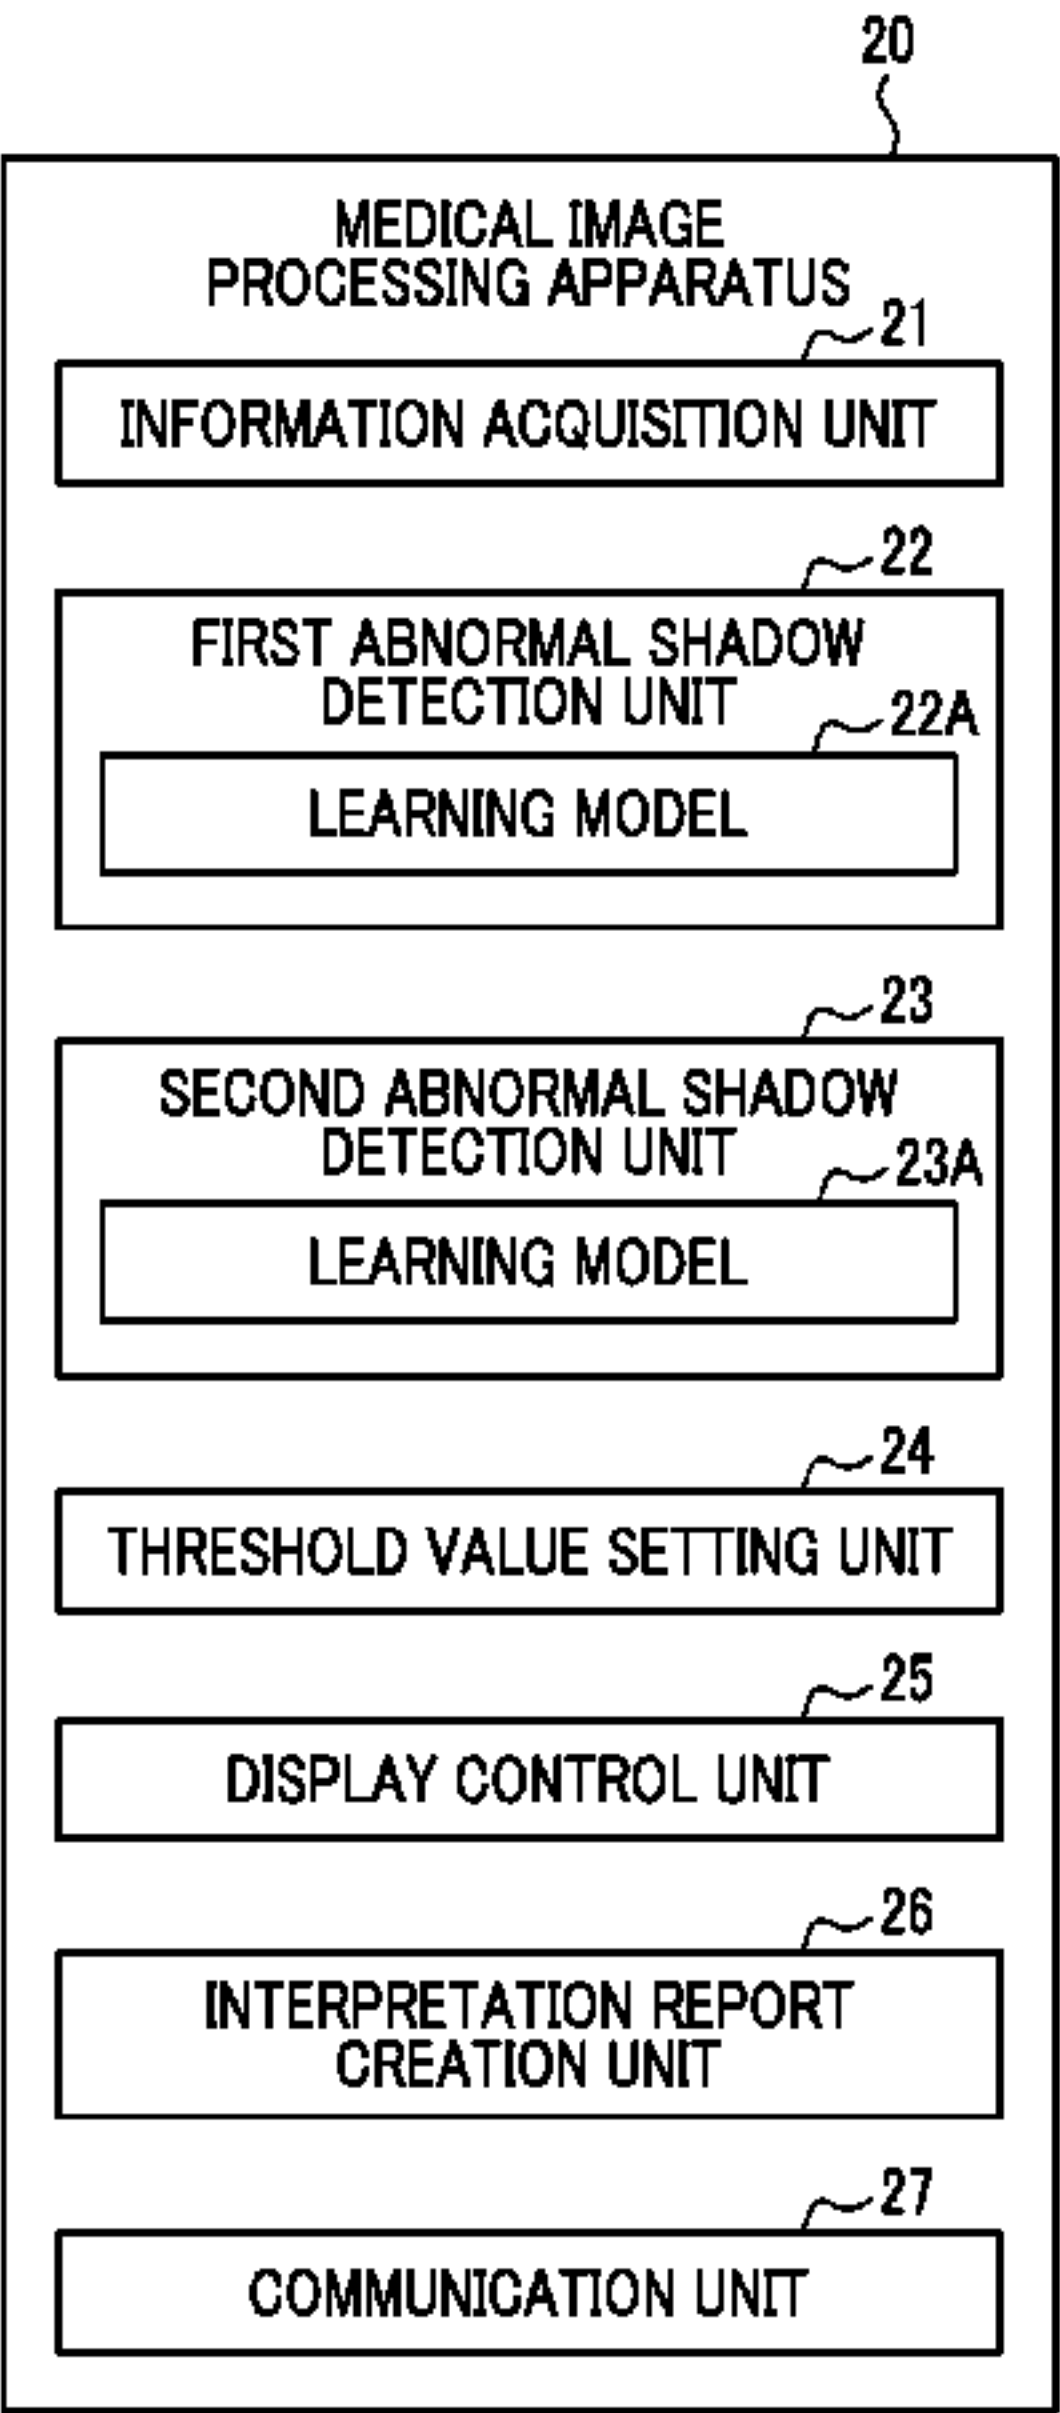 20
MEDICAL IMAGE
PROCESSING APPARATUS
21
INFORMATION ACQUISITION UNIT
22
FIRST ABNORMAL SHADOW
DETECTION UNIT
22A
LEARNING MODEL
23
SECOND ABNORMAL SHADOW
DETECTION UNIT
23A
LEARNING MODEL
24
THRESHOLD VALUE SETTING UNIT
25
DISPLAY CONTROL UNIT
26
INTERPRETATION REPORT
CREATION UNIT
27
COMMUNICATION UNIT